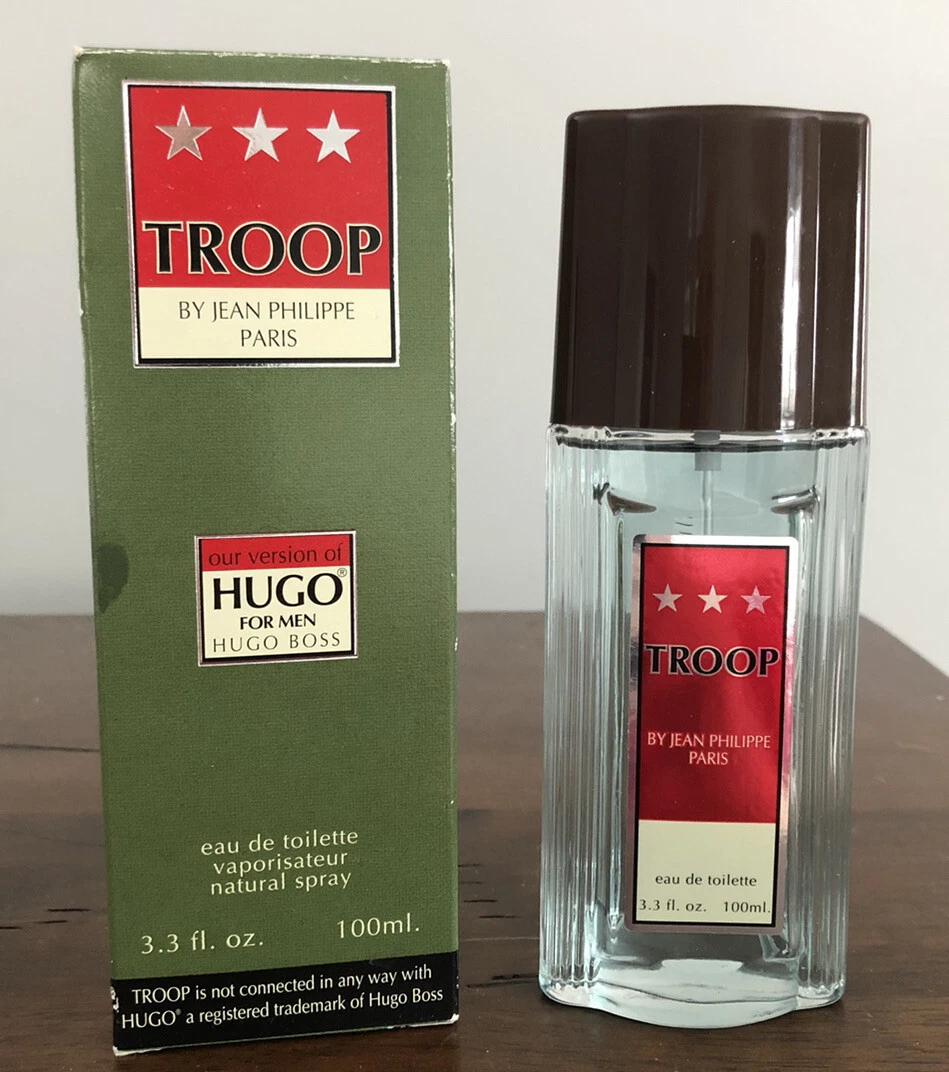 TROOP
BY JEAN PHILIPPE
PARIS
our version of
HUGO®
FOR MEN
HUGO BOSS
eau de toilette
vaporisateur
natural spray
3.3 fl. oz. 100ml.
TROOP is not connected in any way with
HUGO® a registered trademark of Hugo Boss
TROOP
BY JEAN PHILIPPE
PARIS
eau de toilette
3.3 fl. oz. 100ml.